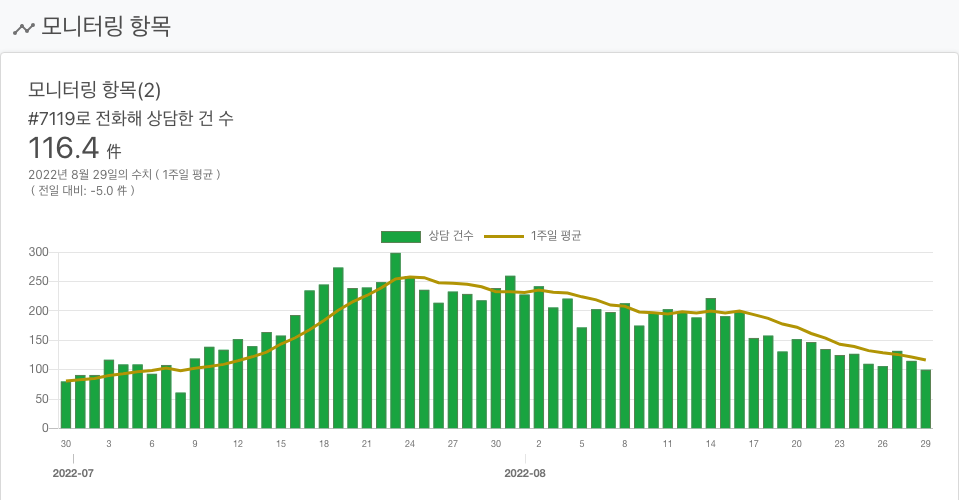 모니터링 항목
모니터링 항목(2)
#7119로 전화해 상담한 건 수
116.4 件
2022년 8월 29일의 수치 ( 1주일 평균 )
( 전일 대비: -5.0 件 )
상담 건수 1주일 평균
300
250
200
150
100
50
0
30 3 6 9 12 15 18 21 24 27 30 2 5 8 11 14 17 20 23 26 29
2022-07 2022-08